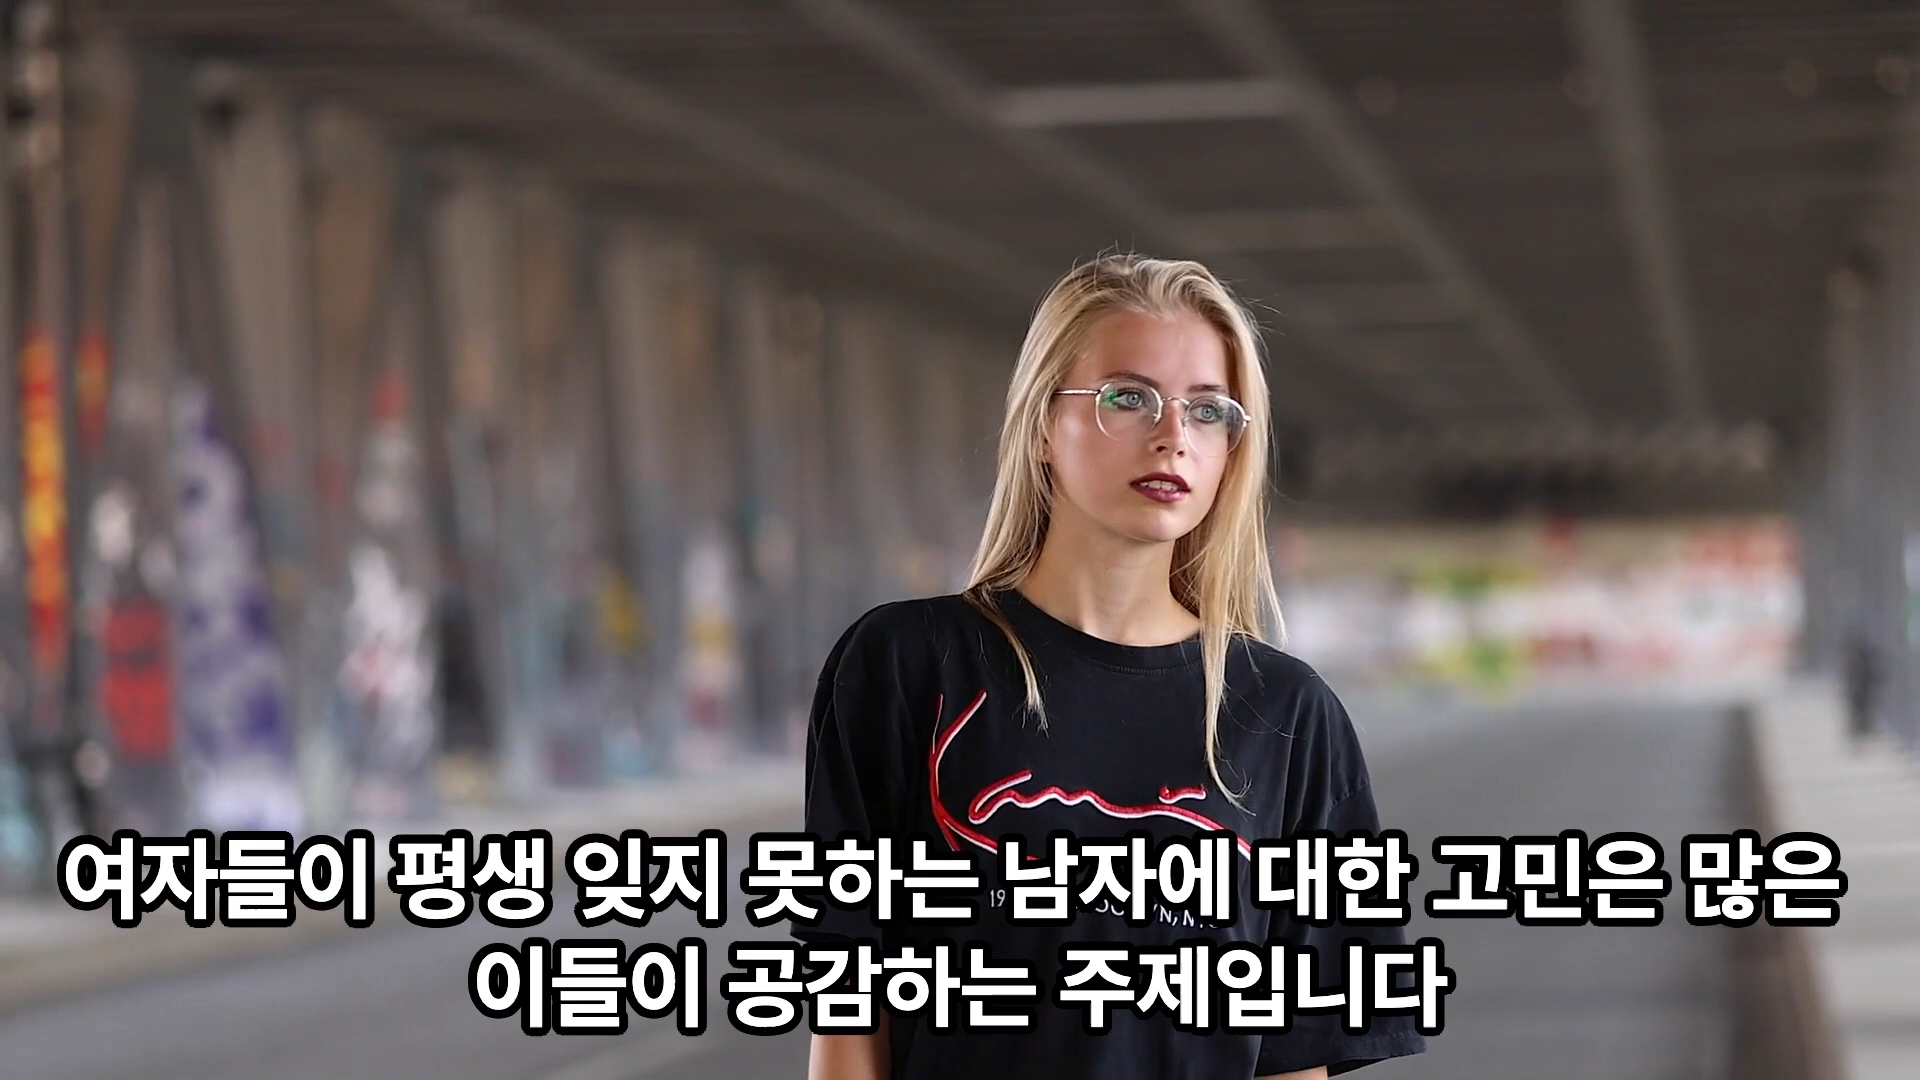 여자들이 평생 잊지 못하는 남자에 대한 고민은 많은
이들이 공감하는 주제입니다